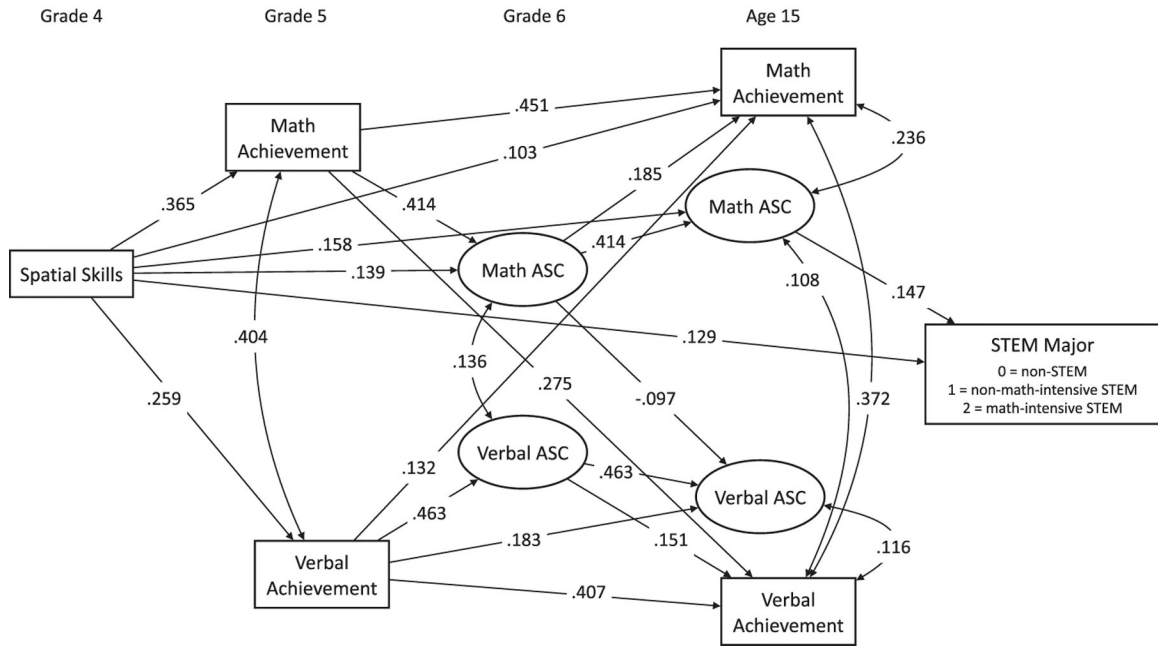 Grade 4
Grade 5
Grade 6
Age 15
Math
Achievement
Math
Achievement
.451
.236
.103
.185
.365
.414
Math ASC
.158
.414
Spatial Skills
.139
Math ASC
.108
.147
.404
.129
STEM Major
0 = non-STEM
1 = non-math-intensive STEM
2 = math-intensive STEM
.136
.259
.275
-.097
.372
Verbal ASC
.132
.463
Verbal ASC
.463
.183
.151
.116
Verbal
Achievement
.407
Verbal
Achievement